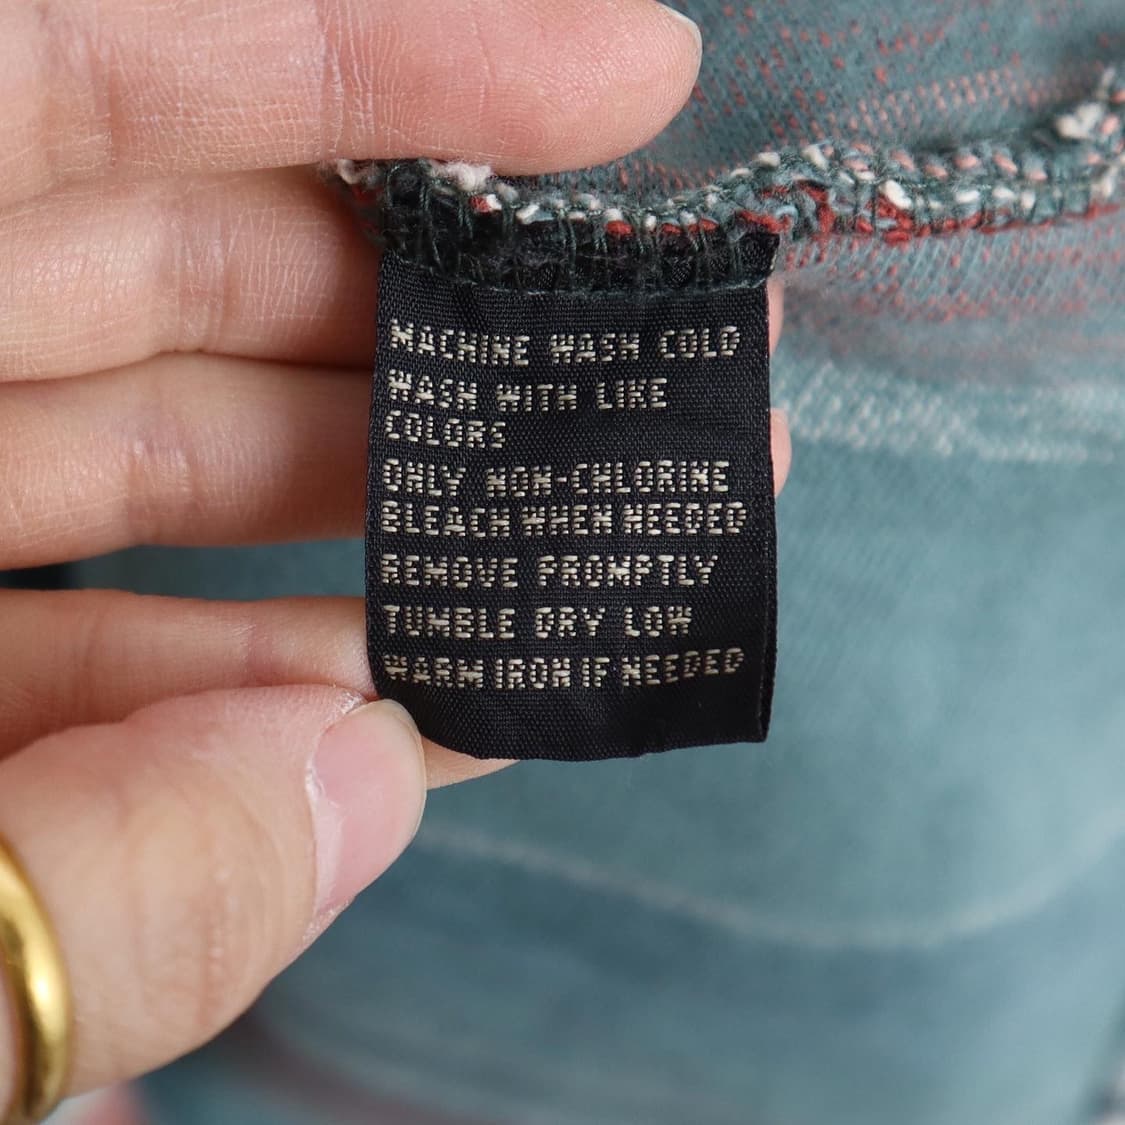 MACHINE WASH COLD
WASH WITH LIKE
COLORS
ONLY NON-CHLORINE
BLEACH WHEN NEEDED
REMOVE PROMPTLY
TUMBLE DRY LOW
WARM IRON IF NEEDED